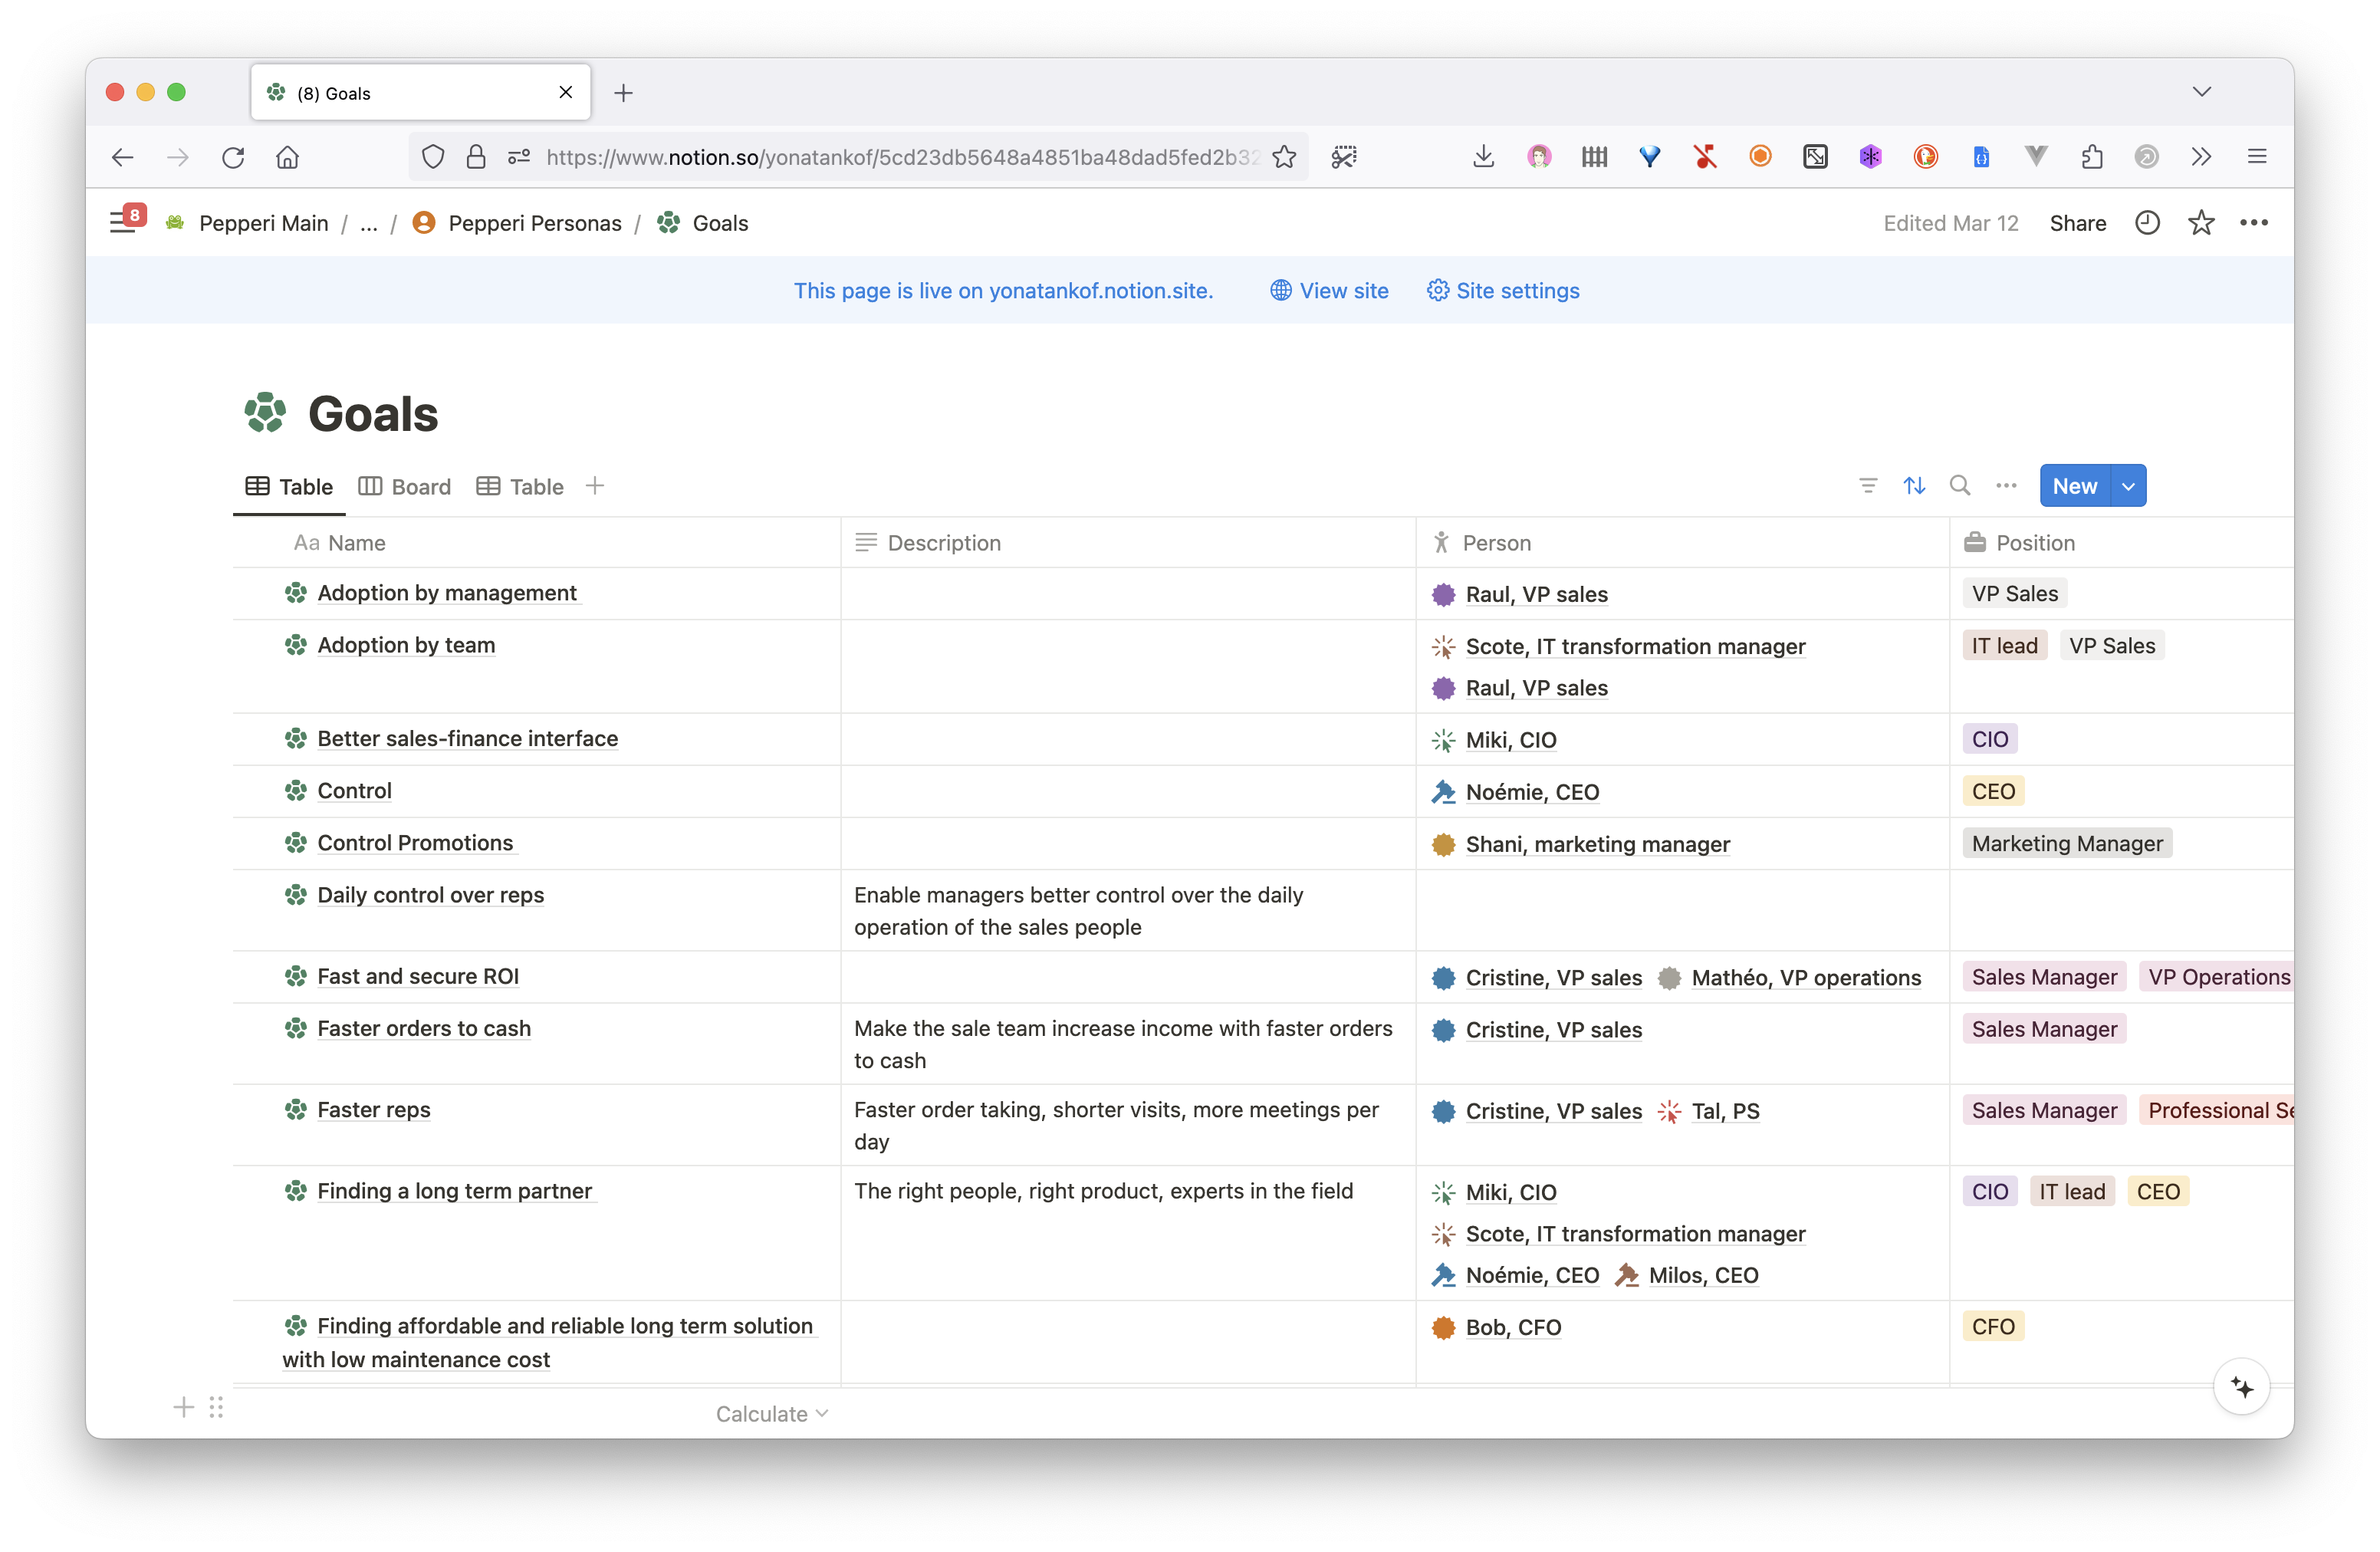 (8) Goals
https://www.notion.so/yonatankof/5cd23db5648a4851ba48dad5fed2b32
8
Pepperi Main / ... / Pepperi Personas / Goals
Edited Mar 12 Share
This page is live on yonatankof.notion.site. View site Site settings
Goals
Table Board Table
New
Aa Name Description Person Position
Adoption by management Raul, VP sales VP Sales
Adoption by team Scote, IT transformation manager IT lead VP Sales
Raul, VP sales
Better sales-finance interface Miki, CIO CIO
Control Noémie, CEO CEO
Control Promotions Shani, marketing manager Marketing Manager
Daily control over reps Enable managers better control over the daily
operation of the sales people
Fast and secure ROI Cristine, VP sales Mathéo, VP operations Sales Manager VP Operations
Faster orders to cash Make the sale team increase income with faster orders Cristine, VP sales Sales Manager
to cash
Faster reps Faster order taking, shorter visits, more meetings per Cristine, VP sales Tal, PS Sales Manager Professional Se
day
Finding a long term partner The right people, right product, experts in the field Miki, CIO CIO IT lead CEO
Scote, IT transformation manager
Noémie, CEO Milos, CEO
Finding affordable and reliable long term solution Bob, CFO CFO
with low maintenance cost
Calculate